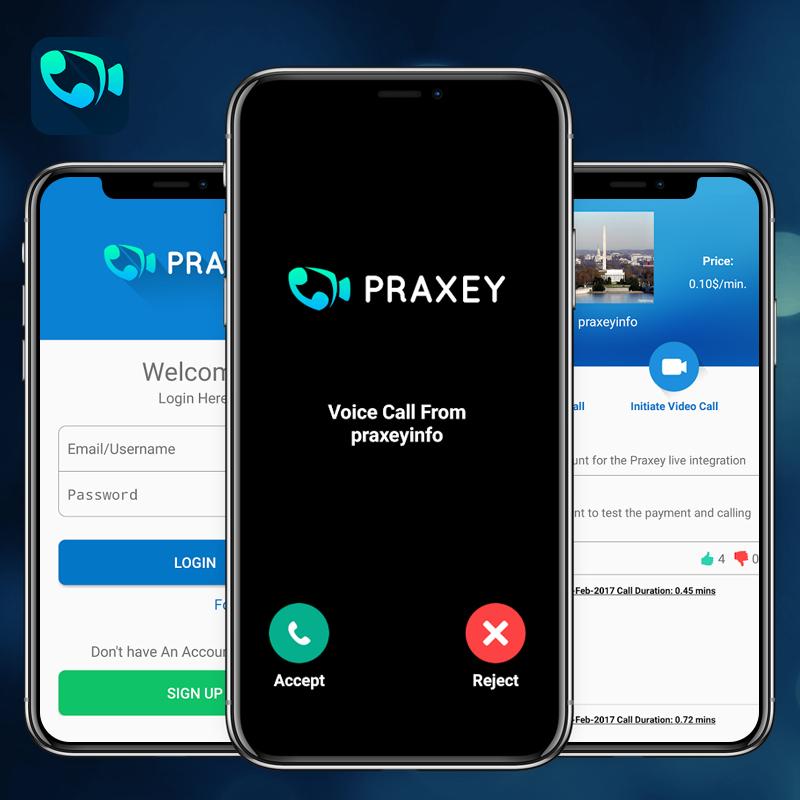 PRA
Welcom
Login Here
Email/Username
Password
LOGIN
Fo
Don't have An Accoun
SIGN UP
PRAXEY
Voice Call From
praxeyinfo
Accept
Reject
Price:
0.10$/min.
praxeyinfo
all
Initiate Video Call
unt for the Praxey live integration
nt to test the payment and calling
4
0
-Feb-2017 Call Duration: 0.45 mins
-Feb-2017 Call Duration: 0.72 mins